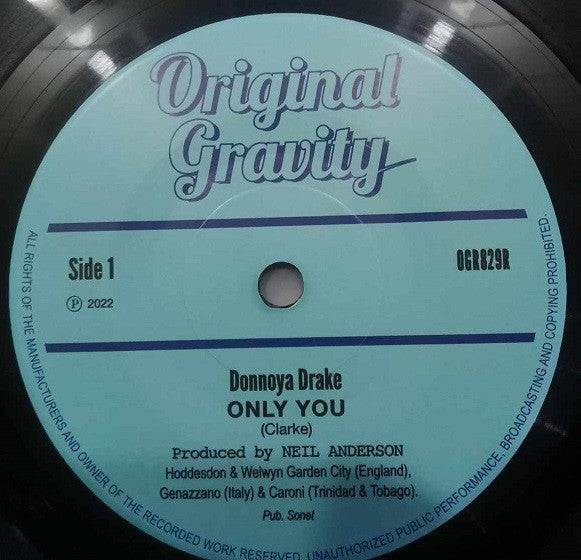 Original
Gravity
Side 1
OGR829R
℗ 2022
Donnoya Drake
ONLY YOU
(Clarke)
Produced by NEIL ANDERSON
Hoddesdon & Welwyn Garden City (England),
Genazzano (Italy) & Caroni (Trinidad & Tobago).
Pub. Sonet
ALL RIGHTS OF THE MANUFACTURERS AND OWNER OF THE RECORDED WORK RESERVED. UNAUTHORIZED PUBLIC PERFORMANCE, BROADCASTING AND COPYING PROHIBITED.